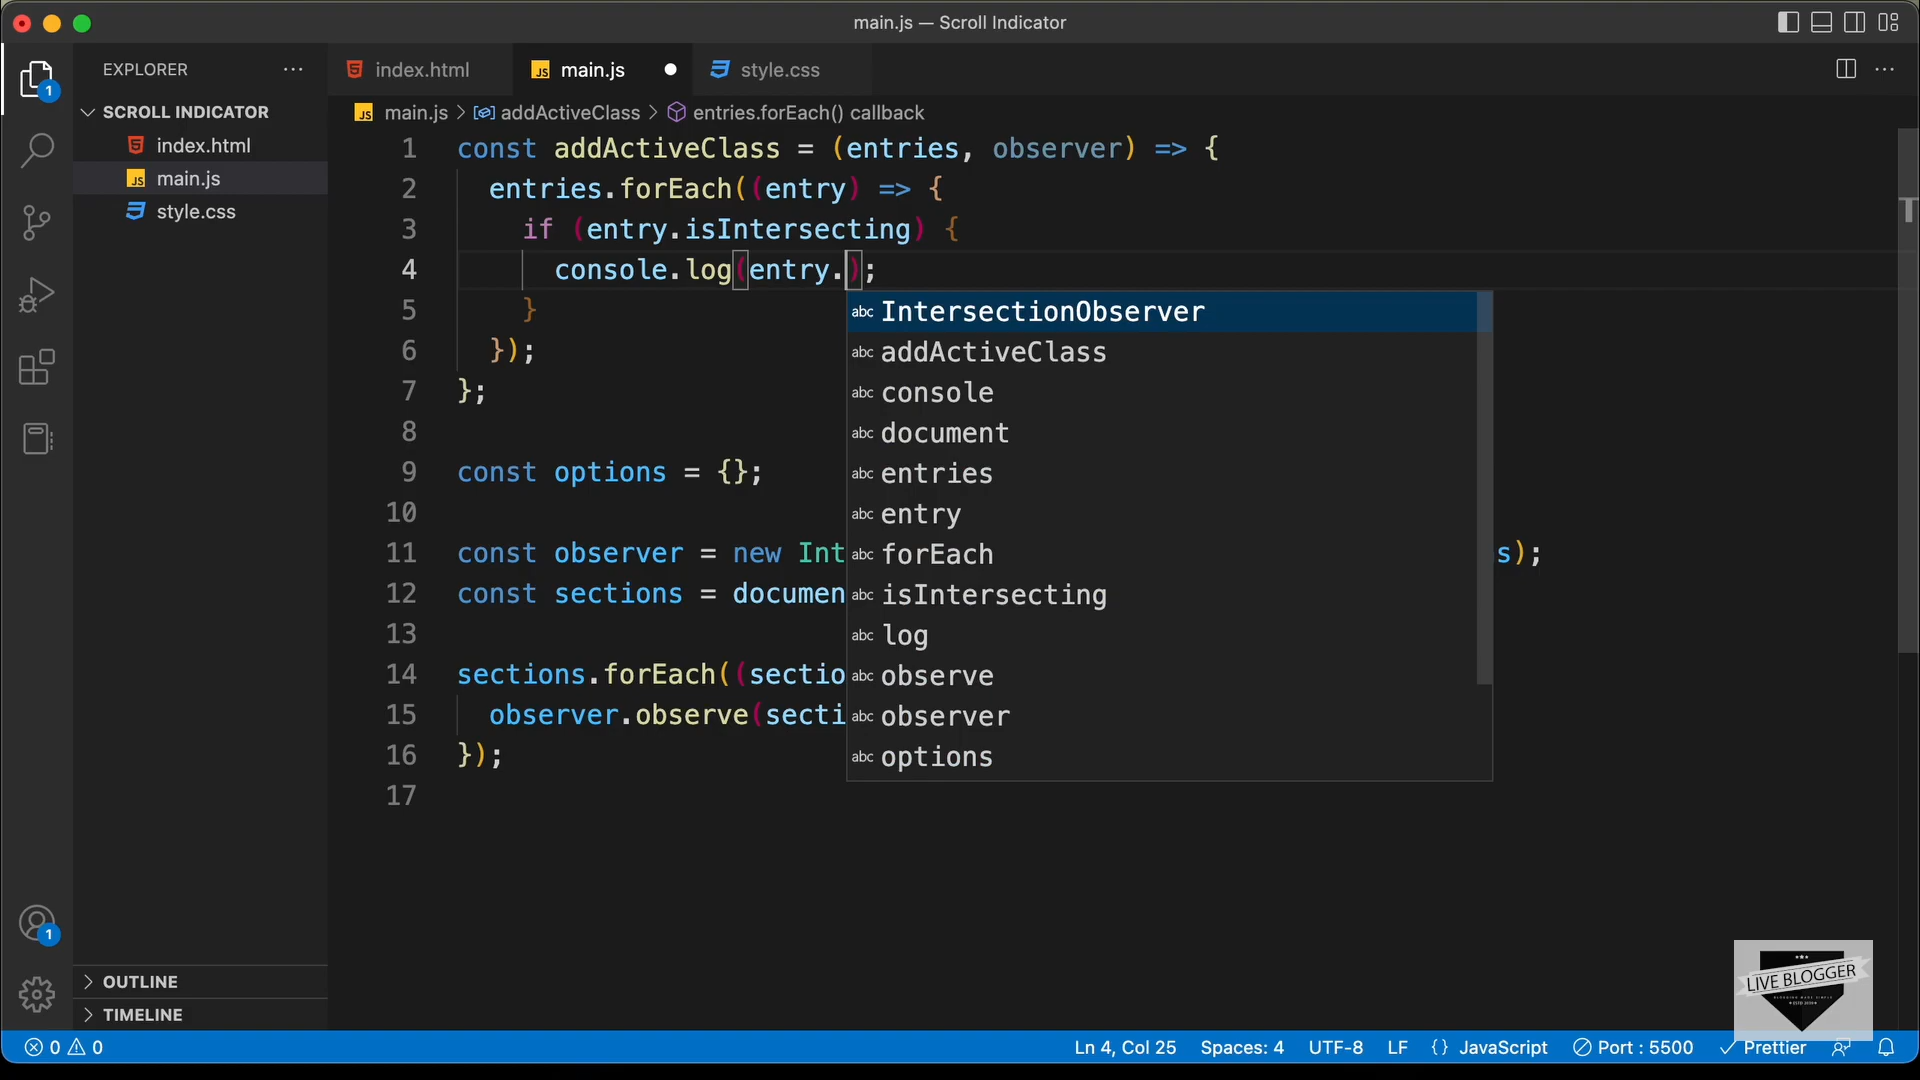 main.js — Scroll Indicator
EXPLORER
index.html
main.js
style.css
SCROLL INDICATOR
index.html
main.js
style.css
main.js > addActiveClass > entries.forEach() callback
1 const addActiveClass = (entries, observer) => {
2 entries.forEach((entry) => {
3 if (entry.isIntersecting) {
4 console.log(entry.);
5 }
6 });
7 };
8
9 const options = {};
10
11 const observer = new Int s);
12 const sections = documen
13
14 sections.forEach((sectio
15 observer.observe(secti
16 });
17
abc IntersectionObserver
abc addActiveClass
abc console
abc document
abc entries
abc entry
abc forEach
abc isIntersecting
abc log
abc observe
abc observer
abc options
1
1
OUTLINE
TIMELINE
LIVE BLOGGER
0 0
Ln 4, Col 25 Spaces: 4 UTF-8 LF {} JavaScript Port : 5500 Prettier